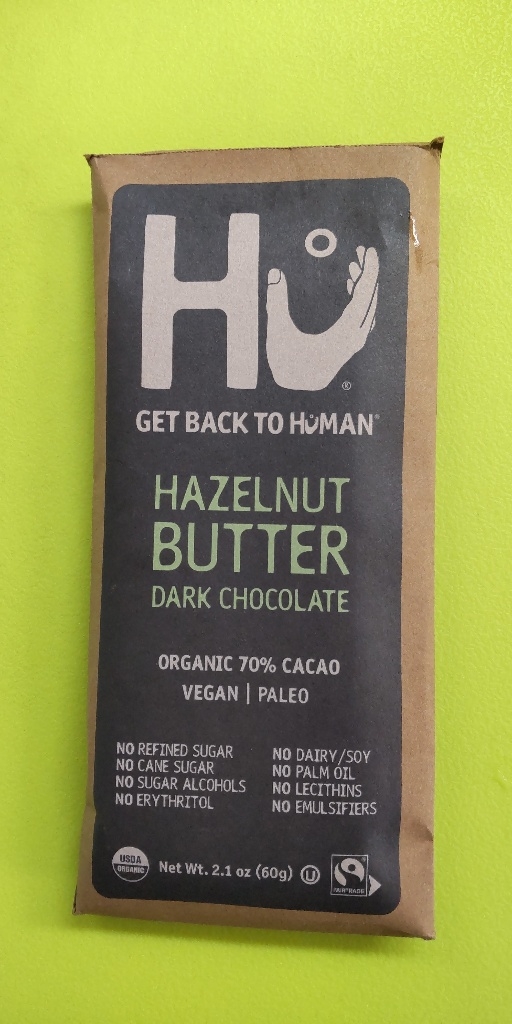 Hů®
GET BACK TO HůMAN®
HAZELNUT
BUTTER
DARK CHOCOLATE
ORGANIC 70% CACAO
VEGAN | PALEO
NO REFINED SUGAR
NO CANE SUGAR
NO SUGAR ALCOHOLS
NO ERYTHRITOL
NO DAIRY/SOY
NO PALM OIL
NO LECITHINS
NO EMULSIFIERS
USDA
ORGANIC
Net Wt. 2.1 oz (60g)
U
FAIRTRADE